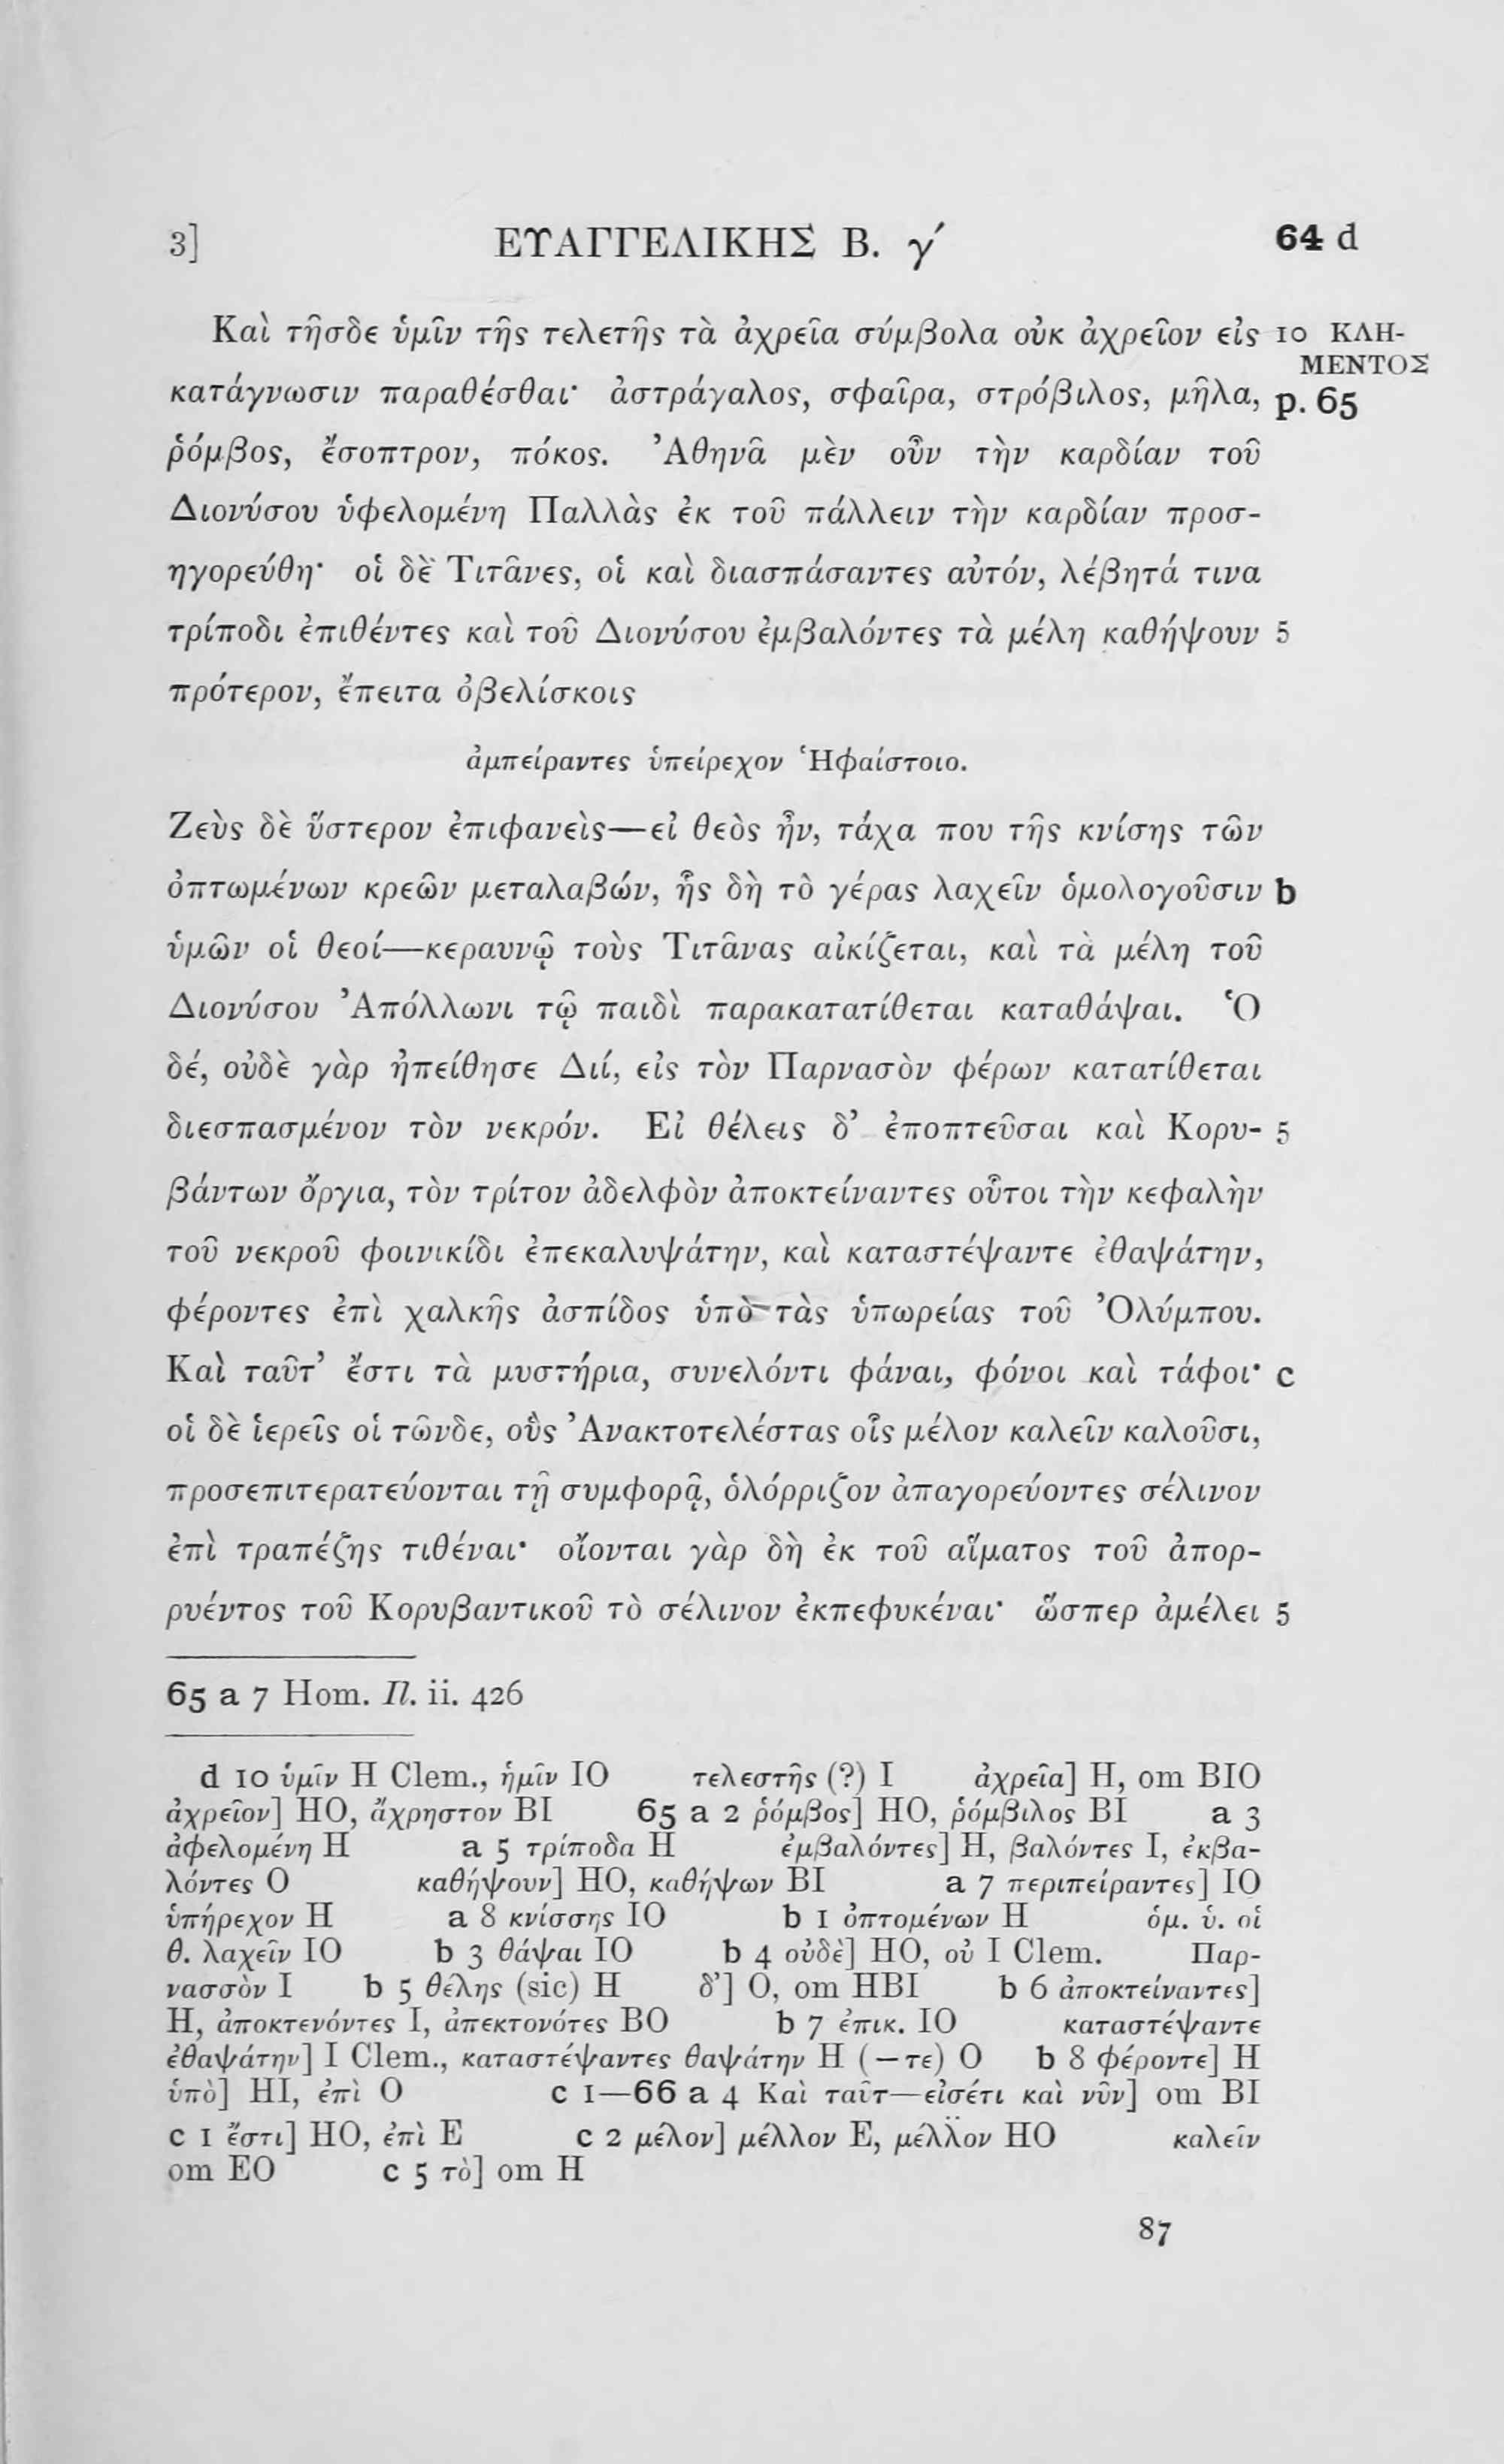 3] ΕΥΑΓΓΕΛΙΚΗΣ Β. γ´ 64 d
Καὶ τῆσδε ὑμῖν τῆς τελετῆς τὰ ἀχρεῖα σύμβολα οὐκ ἀχρεῖον εἰς 10 ΚΛΗ-
ΜΕΝΤΟΣ
κατάγνωσιν παραθέσθαι· ἀστράγαλος, σφαῖρα, στρόβιλος, μῆλα, p. 65
ῥόμβος, ἔσοπτρον, πόκος. Ἀθηνᾶ μὲν οὖν τὴν καρδίαν τοῦ
Διονύσου ὑφελομένη Παλλὰς ἐκ τοῦ πάλλειν τὴν καρδίαν προσ-
ηγορεύθη· οἱ δὲ Τιτᾶνες, οἱ καὶ διασπάσαντες αὐτόν, λέβητά τινα
τρίποδι ἐπιθέντες καὶ τοῦ Διονύσου ἐμβαλόντες τὰ μέλη καθήψουν 5
πρότερον, ἔπειτα ὀβελίσκοις
ἀμπείραντες ὑπείρεχον Ἡφαίστοιο.
Ζεὺς δὲ ὕστερον ἐπιφανεὶς—εἰ θεὸς ἦν, τάχα που τῆς κνίσης τῶν
ὀπτωμένων κρεῶν μεταλαβών, ἧς δὴ τὸ γέρας λαχεῖν ὁμολογοῦσιν b
ὑμῶν οἱ θεοί—κεραυνῷ τοὺς Τιτᾶνας αἰκίζεται, καὶ τὰ μέλη τοῦ
Διονύσου Ἀπόλλωνι τῷ παιδὶ παρακατατίθεται καταθάψαι. Ὁ
δέ, οὐδὲ γὰρ ἠπείθησε Διί, εἰς τὸν Παρνασὸν φέρων κατατίθεται
διεσπασμένον τὸν νεκρόν. Εἰ θέλεις δ’ ἐποπτεῦσαι καὶ Κορυ- 5
βάντων ὄργια, τὸν τρίτον ἀδελφὸν ἀποκτείναντες οὗτοι τὴν κεφαλὴν
τοῦ νεκροῦ φοινικίδι ἐπεκαλυψάτην, καὶ καταστέψαντε ἐθαψάτην,
φέροντες ἐπὶ χαλκῆς ἀσπίδος ὑπὸ τὰς ὑπωρείας τοῦ Ὀλύμπου.
Καὶ ταῦτ’ ἔστι τὰ μυστήρια, συνελόντι φάναι, φόνοι καὶ τάφοι· c
οἱ δὲ ἱερεῖς οἱ τῶνδε, οὓς Ἀνακτοτελέστας οἷς μέλον καλεῖν καλοῦσι,
προσεπιτερατεύονται τῇ συμφορᾷ, ὁλόρριζον ἀπαγορεύοντες σέλινον
ἐπὶ τραπέζης τιθέναι· οἴονται γὰρ δὴ ἐκ τοῦ αἵματος τοῦ ἀπορ-
ρυέντος τοῦ Κορυβαντικοῦ τὸ σέλινον ἐκπεφυκέναι· ὥσπερ ἀμέλει 5
65 a 7 Hom. Il. ii. 426
d 10 ὑμῖν H Clem., ἡμῖν IO τελεστῆς (?) I ἀχρεῖα] H, om BIO
ἀχρεῖον] HO, ἄχρηστον BI 65 a 2 ῥόμβος] HO, ῥόμβιλος BI a 3
ἀφελομένη H a 5 τρίποδα H ἐμβαλόντες] H, βαλόντες I, ἐκβα-
λόντες O καθήψουν] HO, καθήψων BI a 7 περιπείραντες] IO
ὑπήρεχον H a 8 κνίσσης IO b 1 ὀπτομένων H ὁμ. ὑ. οἱ
θ. λαχεῖν IO b 3 θάψαι IO b 4 οὐδὲ] HO, οὐ I Clem. Παρ-
νασσὸν I b 5 θέλης (sic) H δ’] O, om HBI b 6 ἀποκτείναντες]
H, ἀποκτενόντες I, ἀπεκτονότες BO b 7 ἐπικ. IO καταστέψαντε
ἐθαψάτην] I Clem., καταστέψαντες θαψάτην H (—τε) O b 8 φέροντε] H
ὑπὸ] HI, ἐπὶ O c 1—66 a 4 Καὶ ταῦτ—εἰσέτι καὶ νῦν] om BI
c 1 ἔστι] HO, ἐπὶ E c 2 μέλον] μέλλον E, μέλλον HO καλεῖν
om EO c 5 τὸ] om H
87